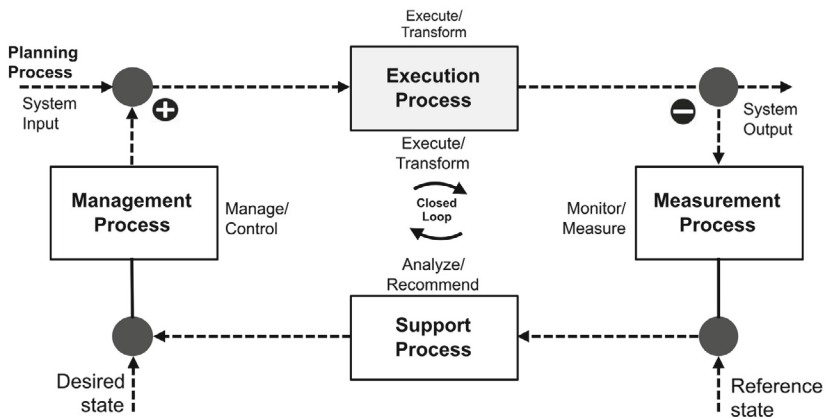 Execute/
Transform
Planning
Process
System
Input
+
Execution
Process
−
System
Output
Execute/
Transform
Management
Process
Manage/
Control
Closed
Loop
Monitor/
Measure
Measurement
Process
Analyze/
Recommend
Support
Process
Desired
state
Reference
state